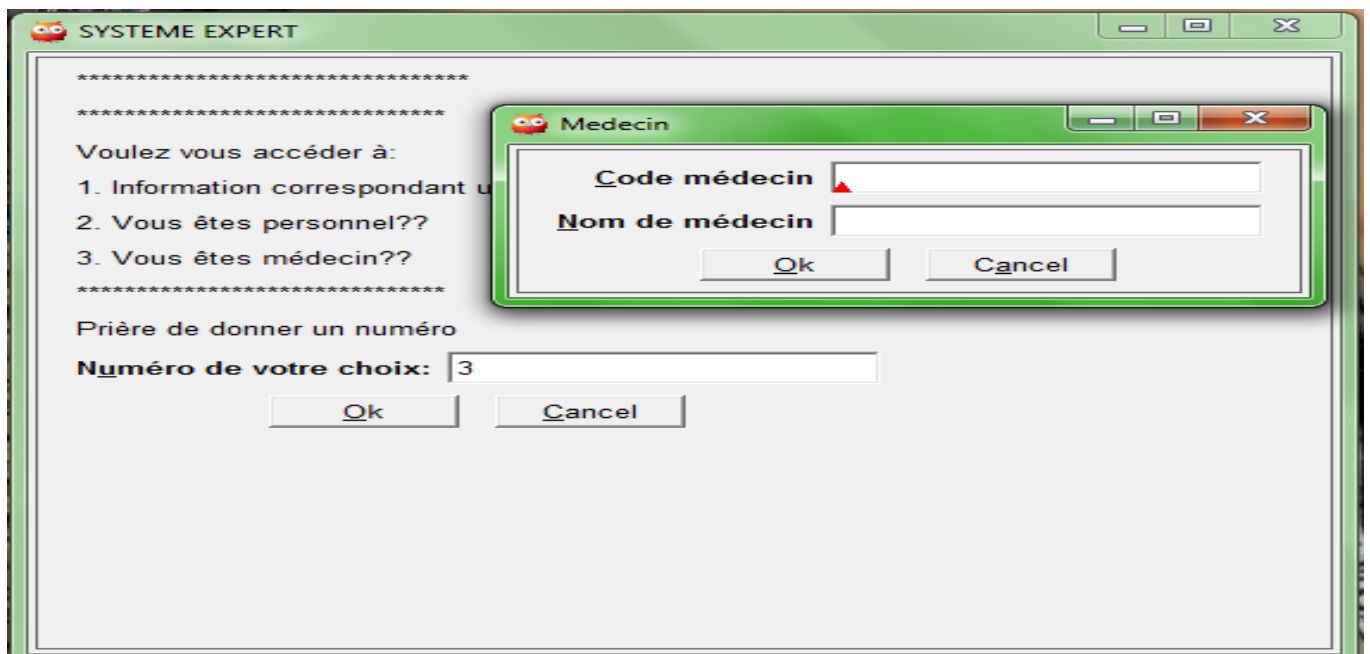 SYSTEME EXPERT
*********************************
*******************************
Voulez vous accéder à:
1. Information correspondant
2. Vous êtes personnel??
3. Vous êtes médecin??
*******************************
Prière de donner un numéro
Numéro de votre choix: 3
Ok Cancel
Medecin
Code médecin
Nom de médecin
Ok Cancel